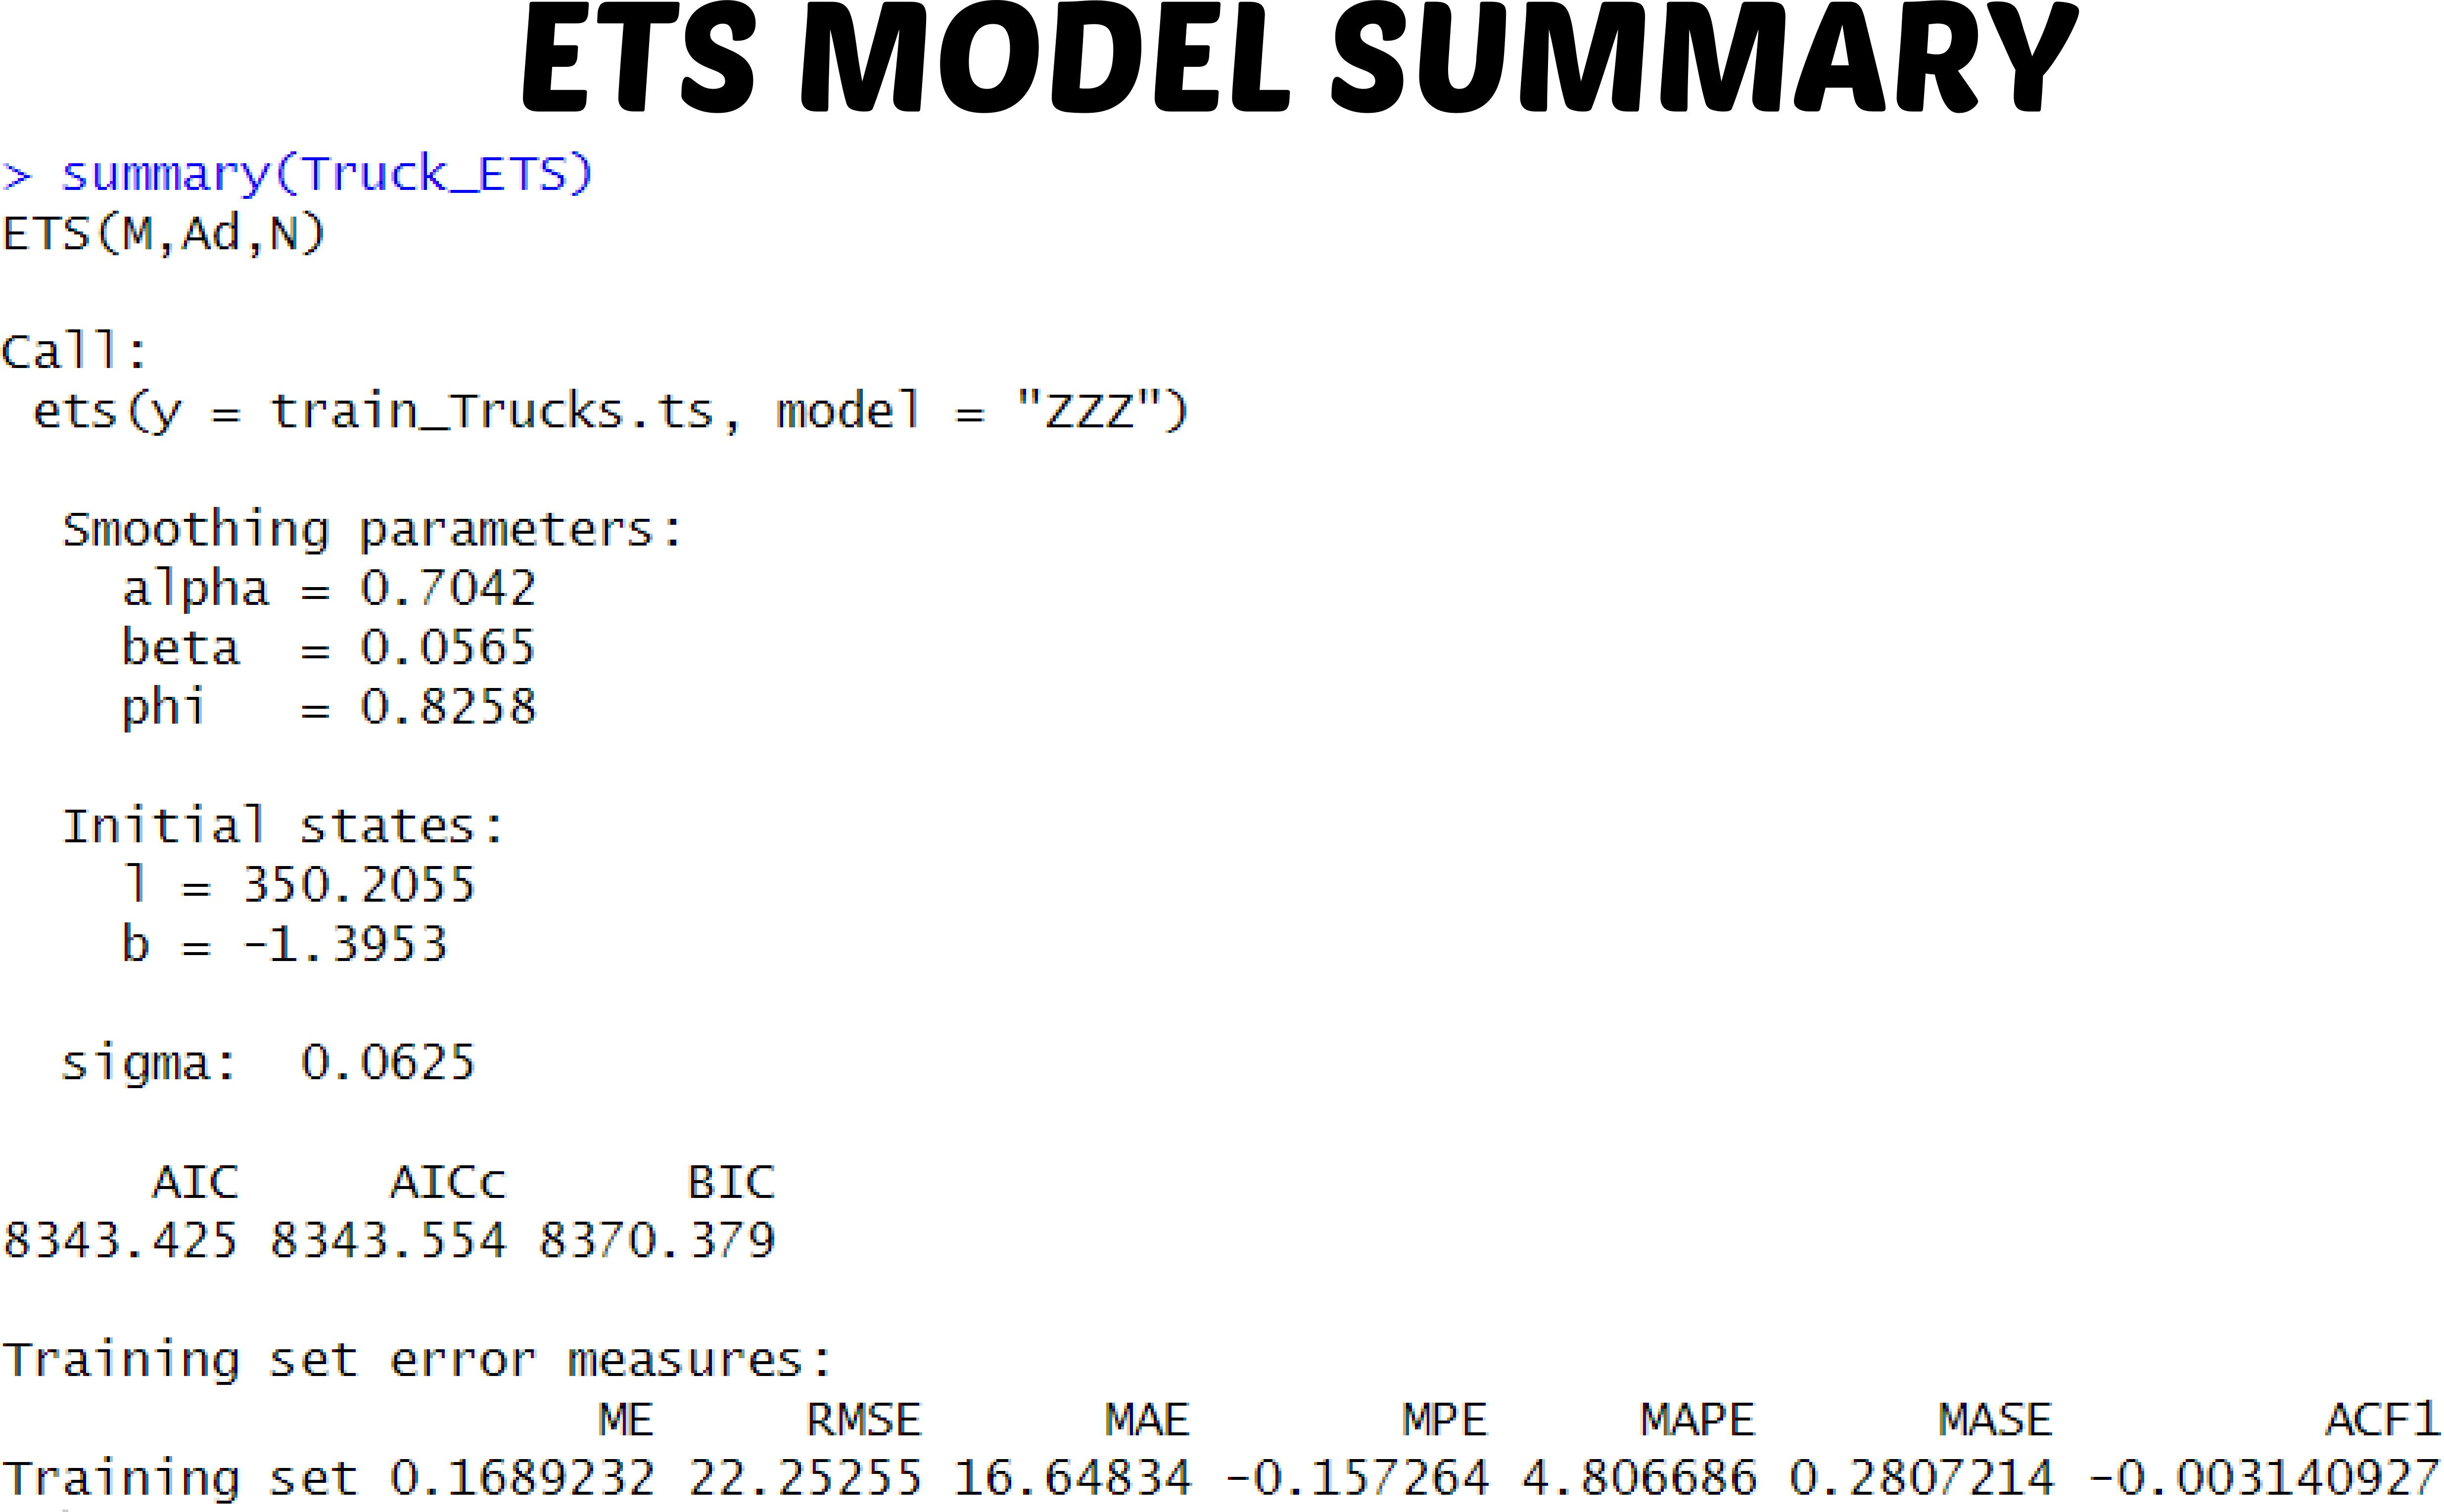 ETS MODEL SUMMARY
> summary(Truck_ETS)
ETS(M,Ad,N)
Call:
ets(y = train_Trucks.ts, model = "ZZZ")
Smoothing parameters:
alpha = 0.7042
beta = 0.0565
phi = 0.8258
Initial states:
l = 350.2055
b = -1.3953
sigma: 0.0625
AIC AICc BIC
8343.425 8343.554 8370.379
Training set error measures:
ME RMSE MAE MPE MAPE MASE ACF1
Training set 0.1689232 22.25255 16.64834 -0.157264 4.806686 0.2807214 -0.003140927